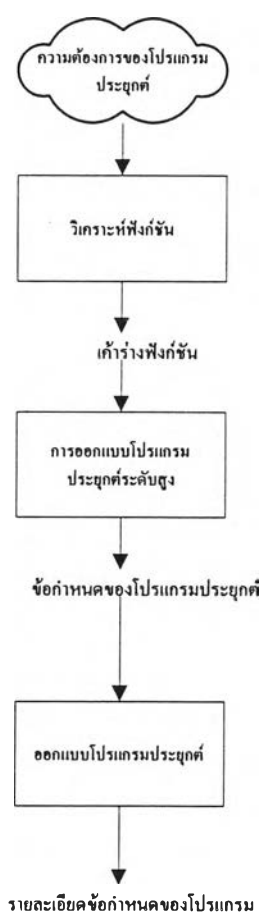 ความต้องการของโปรแกรม
ประยุกต์
วิเคราะห์ฟังก์ชัน
เค้าร่างฟังก์ชัน
การออกแบบโปรแกรม
ประยุกต์ระดับสูง
ข้อกำหนดของโปรแกรมประยุกต์
ออกแบบโปรแกรมประยุกต์
รายละเอียดข้อกำหนดของโปรแกรม